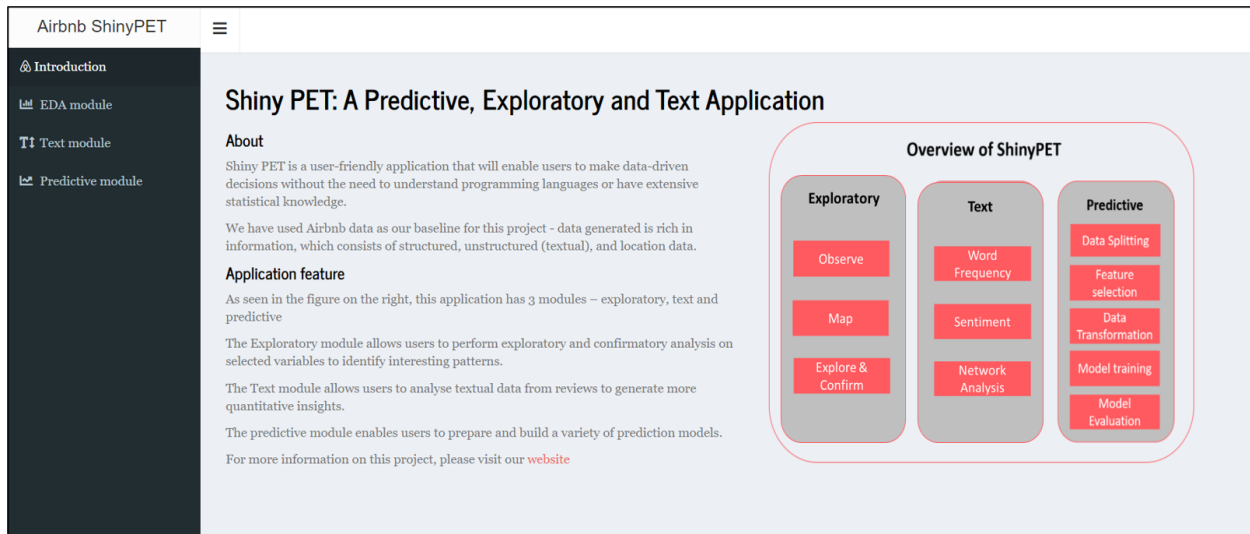 Airbnb ShinyPET
Introduction
EDA module
Text module
Predictive module
Shiny PET: A Predictive, Exploratory and Text Application
About
Shiny PET is a user-friendly application that will enable users to make data-driven
decisions without the need to understand programming languages or have extensive
statistical knowledge.
We have used Airbnb data as our baseline for this project - data generated is rich in
information, which consists of structured, unstructured (textual), and location data.
Application feature
As seen in the figure on the right, this application has 3 modules – exploratory, text and
predictive
The Exploratory module allows users to perform exploratory and confirmatory analysis on
selected variables to identify interesting patterns.
The Text module allows users to analyse textual data from reviews to generate more
quantitative insights.
The predictive module enables users to prepare and build a variety of prediction models.
For more information on this project, please visit our website
Overview of ShinyPET
Exploratory
Observe
Map
Explore &
Confirm
Text
Word
Frequency
Sentiment
Network
Analysis
Predictive
Data Splitting
Feature
selection
Data
Transformation
Model training
Model
Evaluation